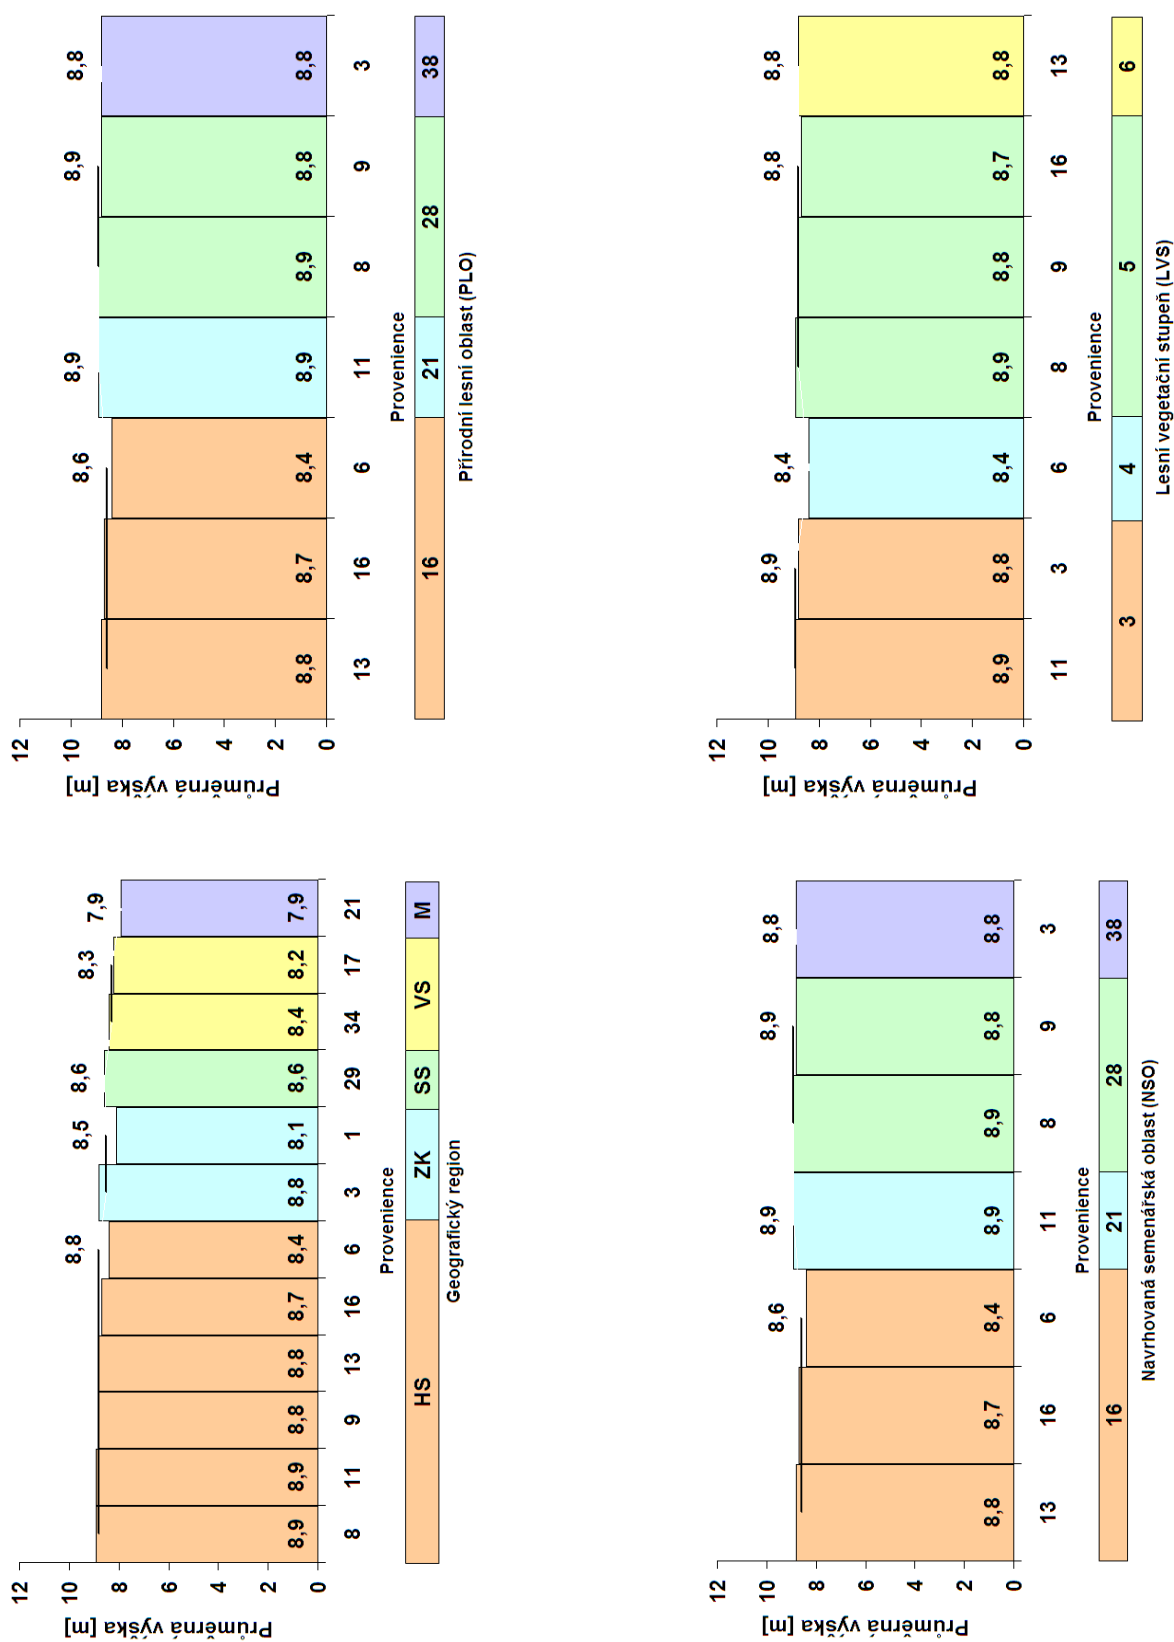 12
10
8
6
4
2
0
Průměrná výška [m]
8,8
8,9
8,5
8,6
8,3
7,9
8,9
8,9
8,8
8,8
8,7
8,4
8,8
8,1
8,6
8,4
8,2
7,9
8 11 9 13 16 6 3 1 29 34 17 21
Provenience
HS ZK SS VS M
Geografický region
12
10
8
6
4
2
0
Průměrná výška [m]
8,6 8,9 8,9 8,8
8,8 8,7 8,4 8,9 8,9 8,8 8,8
13 16 6 11 8 9 3
Provenience
16 21 28 38
Přírodní lesní oblast (PLO)
12
10
8
6
4
2
0
Průměrná výška [m]
8,6 8,9 8,9 8,8
8,8 8,7 8,4 8,9 8,9 8,8 8,8
13 16 6 11 8 9 3
Provenience
16 21 28 38
Navrhovaná semenářská oblast (NSO)
12
10
8
6
4
2
0
Průměrná výška [m]
8,9 8,4 8,8 8,8
8,9 8,8 8,4 8,9 8,8 8,7 8,8
11 3 6 8 9 16 13
Provenience
3 4 5 6
Lesní vegetační stupeň (LVS)